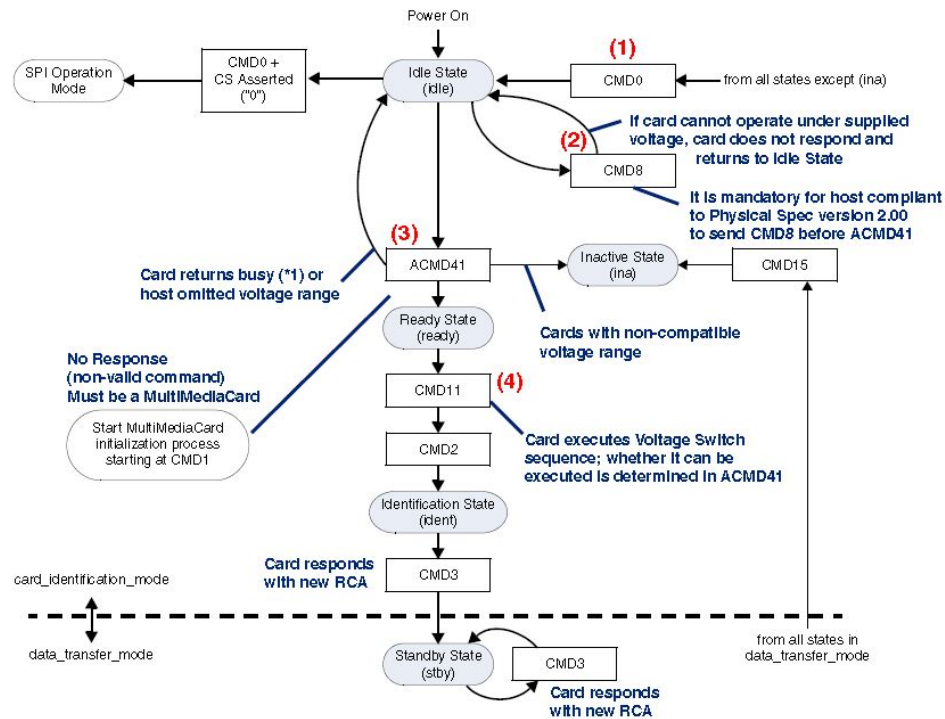 Power On
(1)
SPI Operation
Mode
CMD0 +
CS Asserted
("0")
Idle State
(idle)
CMD0
from all states except (ina)
If card cannot operate under supplied
voltage, card does not respond and
returns to Idle State
(2)
CMD8
It is mandatory for host compliant
to Physical Spec version 2.00
to send CMD8 before ACMD41
(3)
ACMD41
Inactive State
(ina)
CMD15
Card returns busy (*1) or
host omitted voltage range
Ready State
(ready)
Cards with non-compatible
voltage range
No Response
(non-valid command)
Must be a MultiMediaCard
CMD11
(4)
Start MultiMediaCard
initialization process
starting at CMD1
CMD2
Card executes Voltage Switch
sequence; whether it can be
executed is determined in ACMD41
Identification State
(ident)
Card responds
with new RCA
CMD3
card_identification_mode
data_transfer_mode
from all states in
data_transfer_mode
Standby State
(stby)
CMD3
Card responds
with new RCA